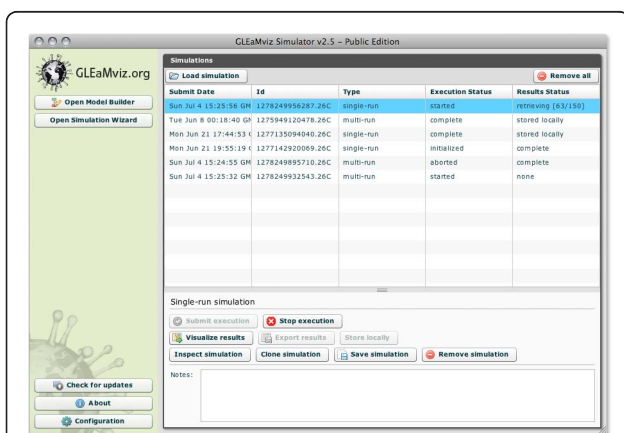 GLEaMviz Simulator v2.5 – Public Edition
GLEaMviz.org
Open Model Builder
Open Simulation Wizard
Check for updates
About
Configuration
Simulations
Load simulation
Remove all
Submit Date Id Type Execution Status Results Status
Sun Jul 4 15:25:56 GM 1278249956287.26C single-run started retrieving [63/150]
Tue Jun 8 00:18:40 GM 1275949120478.26C multi-run complete stored locally
Mon Jun 21 17:44:53 ( 1277135094040.26C single-run complete stored locally
Mon Jun 21 19:55:19 ( 1277142920069.26C single-run initialized complete
Sun Jul 4 15:24:55 GM 1278249895710.26C multi-run aborted complete
Sun Jul 4 15:25:32 GM 1278249932543.26C multi-run started none
Single-run simulation
Submit execution Stop execution
Visualize results Export results Store locally
Inspect simulation Clone simulation Save simulation Remove simulation
Notes: